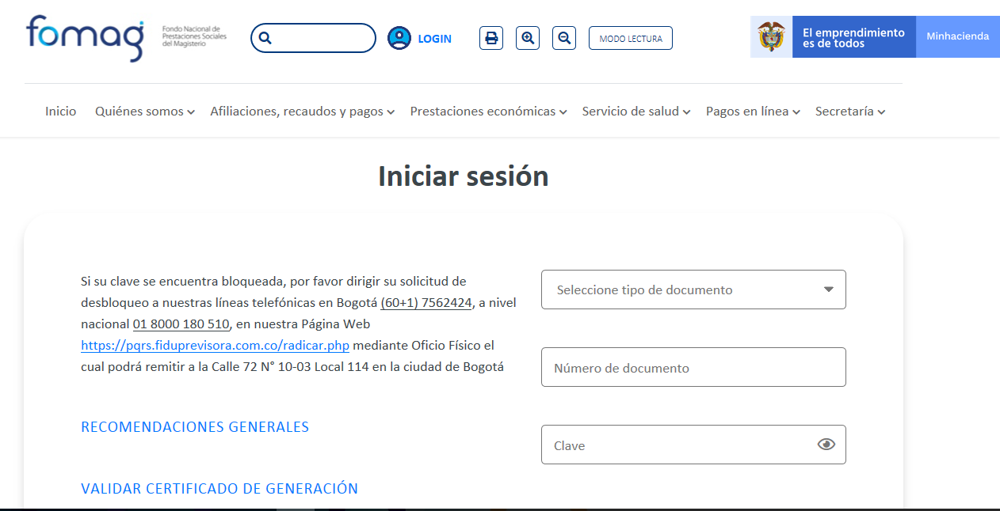 fomag
Fondo Nacional de
Prestaciones Sociales
del Magisterio
LOGIN
MODO LECTURA
El emprendimiento
es de todos
Minhacienda
Inicio
Quiénes somos
Afiliaciones, recaudos y pagos
Prestaciones económicas
Servicio de salud
Pagos en línea
Secretaría
Iniciar sesión
Si su clave se encuentra bloqueada, por favor dirigir su solicitud de
desbloqueo a nuestras líneas telefónicas en Bogotá (60+1) 7562424, a nivel
nacional 01 8000 180 510, en nuestra Página Web
https://pqrs.fiduprevisora.com.co/radicar.php mediante Oficio Físico el
cual podrá remitir a la Calle 72 N° 10-03 Local 114 en la ciudad de Bogotá
RECOMENDACIONES GENERALES
VALIDAR CERTIFICADO DE GENERACIÓN
Seleccione tipo de documento
Número de documento
Clave